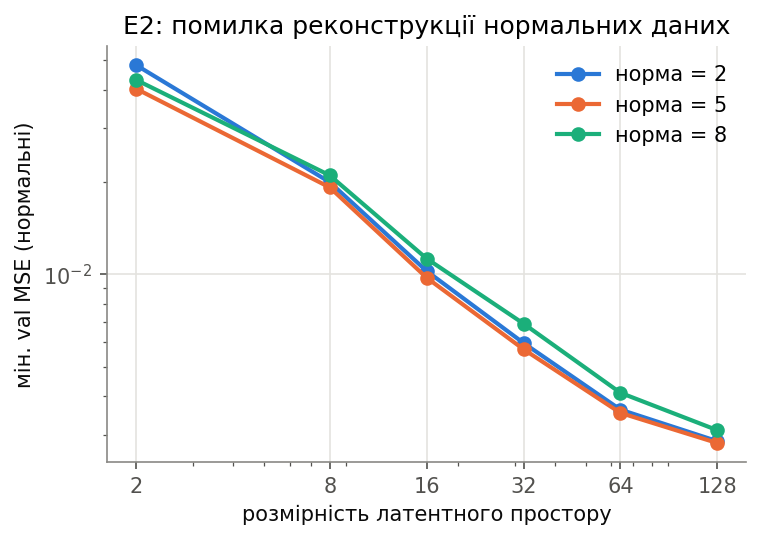 E2: помилка реконструкції нормальних даних
норма = 2
норма = 5
норма = 8
мін. val MSE (нормальні)
10⁻²
2 8 16 32 64 128
розмірність латентного простору